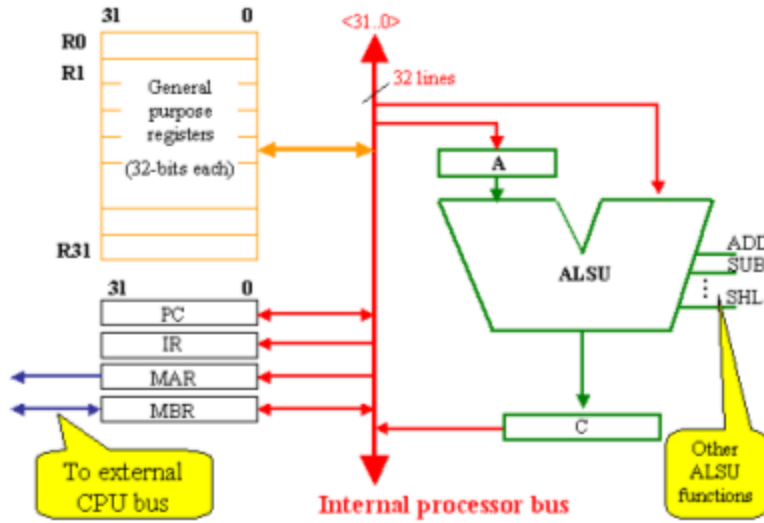 31 0
<31..0>
R0
R1
General
purpose
registers
(32-bits each)
R31
32 lines
A
ALSU
ADD
SUB
SHL
31 0
PC
IR
MAR
MBR
C
To external
CPU bus
Other
ALSU
functions
Internal processor bus